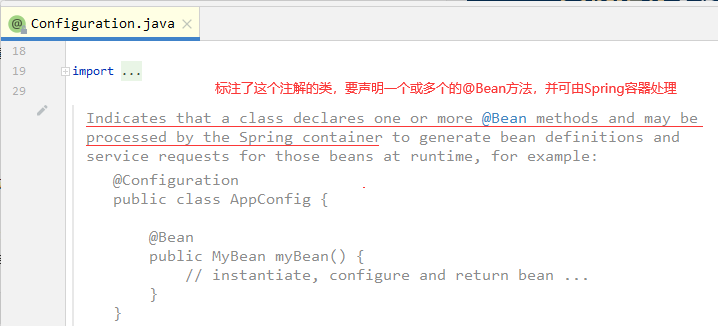 Configuration.java
18
19 import ...
29
标注了这个注解的类，要声明一个或多个的@Bean方法，并可由Spring容器处理
Indicates that a class declares one or more @Bean methods and may be
processed by the Spring container to generate bean definitions and
service requests for those beans at runtime, for example:
@Configuration
public class AppConfig {
@Bean
public MyBean myBean() {
// instantiate, configure and return bean ...
}
}